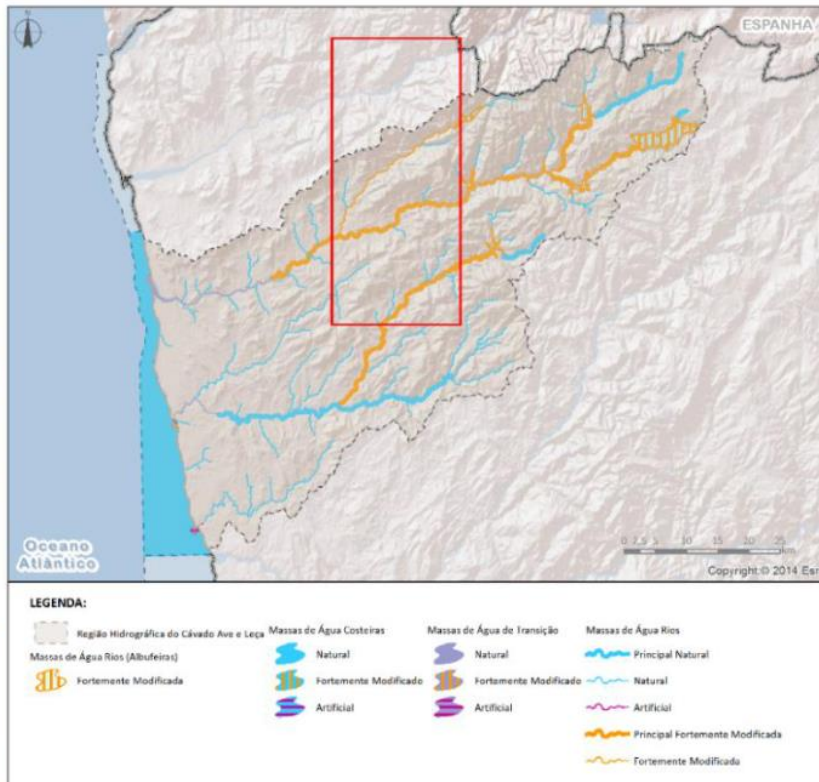 ESPANHA
Oceano
Atlântico
0 2,5 5 10 15 20 25
km
Copyright:© 2014 Esr
LEGENDA:
Região Hidrográfica do Cávado Ave e Leça
Massas de Água Rios (Albufeiras)
Fortemente Modificada
Massas de Água Costeiras
Natural
Fortemente Modificado
Artificial
Massas de Água de Transição
Natural
Fortemente Modificado
Artificial
Massas de Água Rios
Principal Natural
Natural
Artificial
Principal Fortemente Modificada
Fortemente Modificada